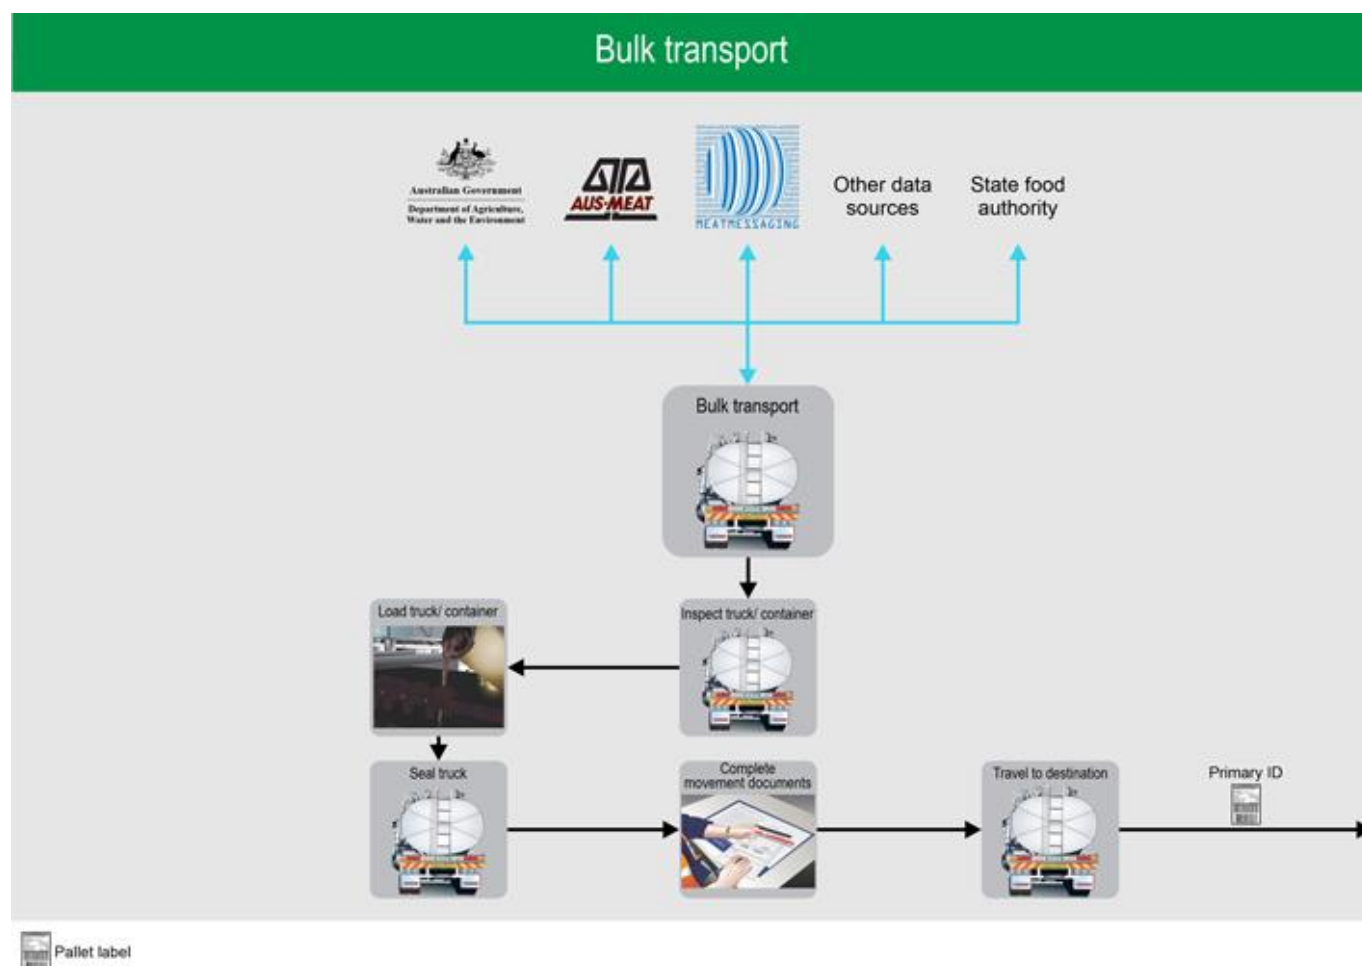 Bulk transport
Australian Government
Department of Agriculture,
Water and the Environment
AUS-MEAT
MEATMESSAGING
Other data
sources
State food
authority
Bulk transport
Load truck/ container
Inspect truck/ container
Seal truck
Complete
movement documents
Travel to destination
Primary ID
Pallet label